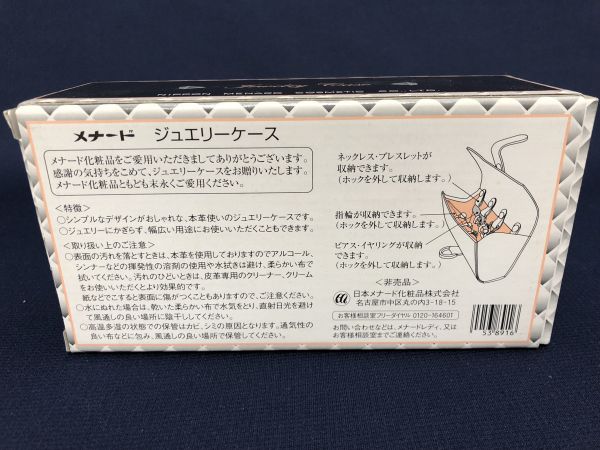 NIPPON MENARD COSMETIC CO., LTD.
メナード ジュエリーケース
メナード化粧品をご愛用いただきましてありがとうございます。
感謝の気持ちをこめて、ジュエリーケースをお贈りいたします。
メナード化粧品ともども末永くご愛用ください。
<特徴>
○シンプルなデザインがおしゃれな、本革使いのジュエリーケースです。
○ジュエリーにかぎらず、幅広い用途にお使いいただくこともできます。
<取り扱い上のご注意>
○表面の汚れを落とすときは、本革を使用しておりますのでアルコール、
シンナーなどの揮発性の溶剤の使用や水拭きは避け、柔らかい布で
拭いてください。汚れのひどいときは、皮革専用のクリーナー、クリーム
をお使いいただくとより効果的です。
紙などでこすると表面に傷がつくこともありますので、ご注意ください。
○水にぬれた場合は、乾いた柔らかい布で水気をとり、直射日光を避け
て風通しの良い場所に陰干ししてください。
○高温多湿の状態での保管はカビ、シミの原因となります。通気性の
良い布などに包み、風通しの良い場所で保管してください。
ネックレス・ブレスレットが
収納できます。
(ホックを外して収納します。)
指輪が収納できます。
(ホックを外して収納します。)
ピアス・イヤリングが収納
できます。
(ホックを外して収納します。)
<非売品>
日本メナード化粧品株式会社
名古屋市中区丸の内3-18-15
お客様相談室フリーダイヤル 0120-164601
お問い合わせなどは、メナードレディ、又は
お客様相談室までご連絡ください。
538916